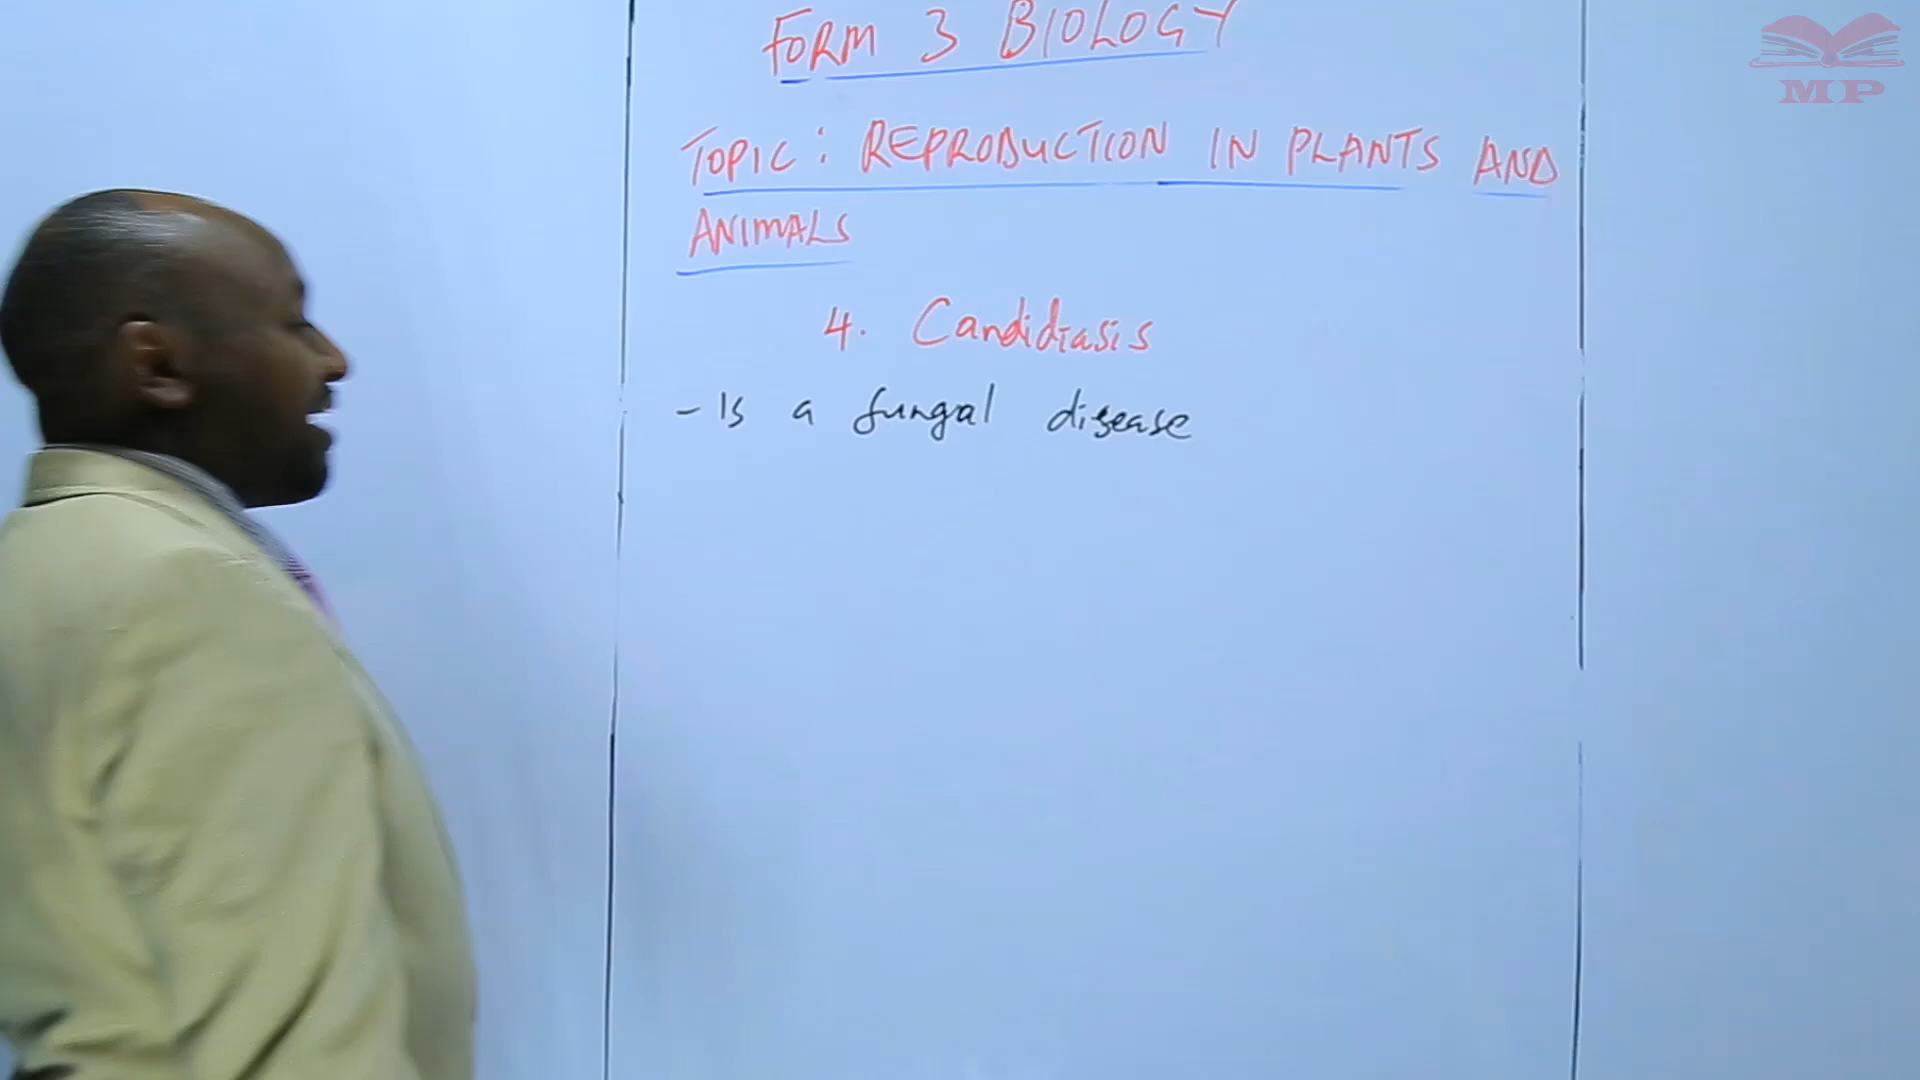 FORM 3 BIOLOGY
TOPIC: REPRODUCTION IN PLANTS AND
ANIMALS
4. Candidiasis
- Is a fungal disease
MP